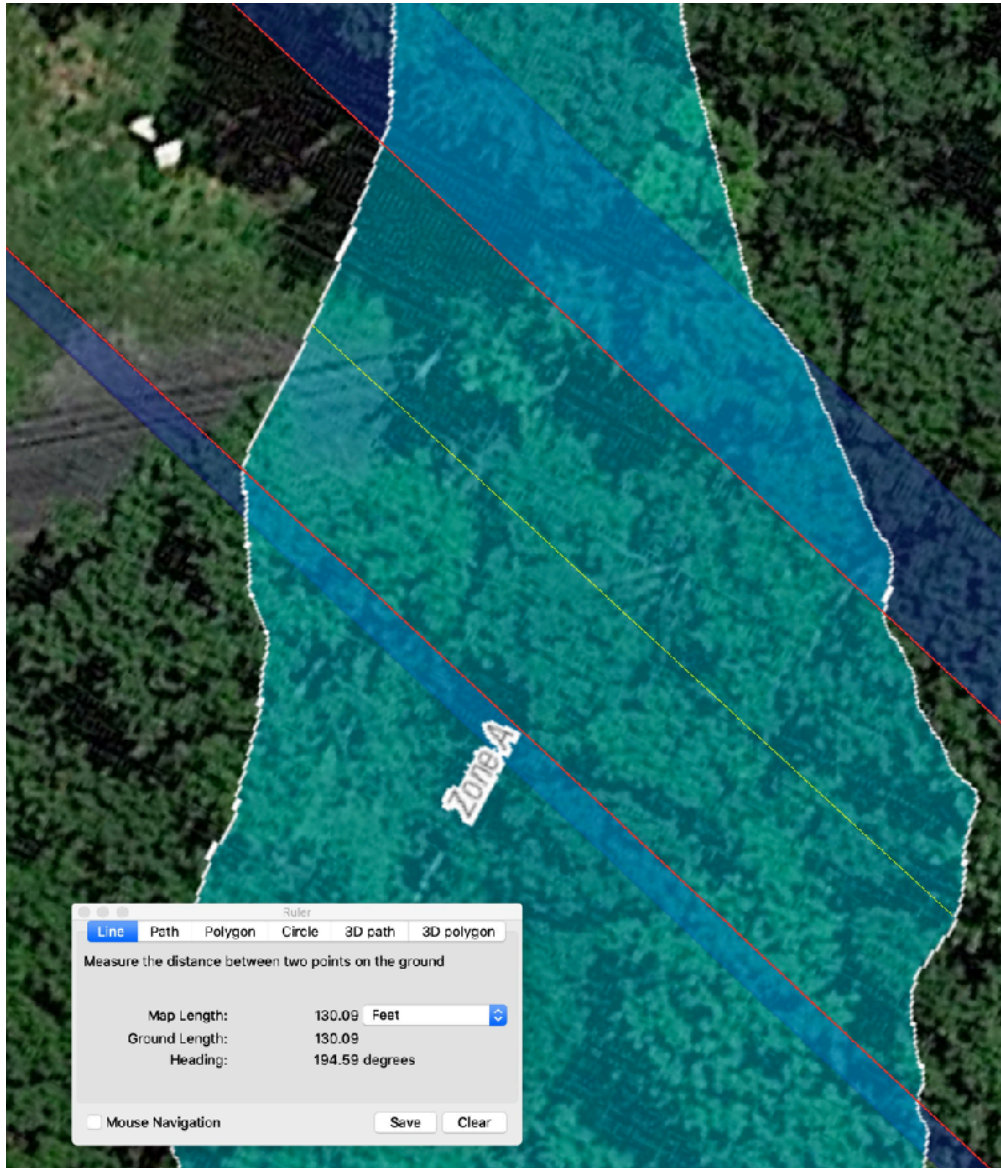 Zone A
Ruler
Line Path Polygon Circle 3D path 3D polygon
Measure the distance between two points on the ground
Map Length: 130.09 Feet
Ground Length: 130.09
Heading: 194.59 degrees
Mouse Navigation Save Clear